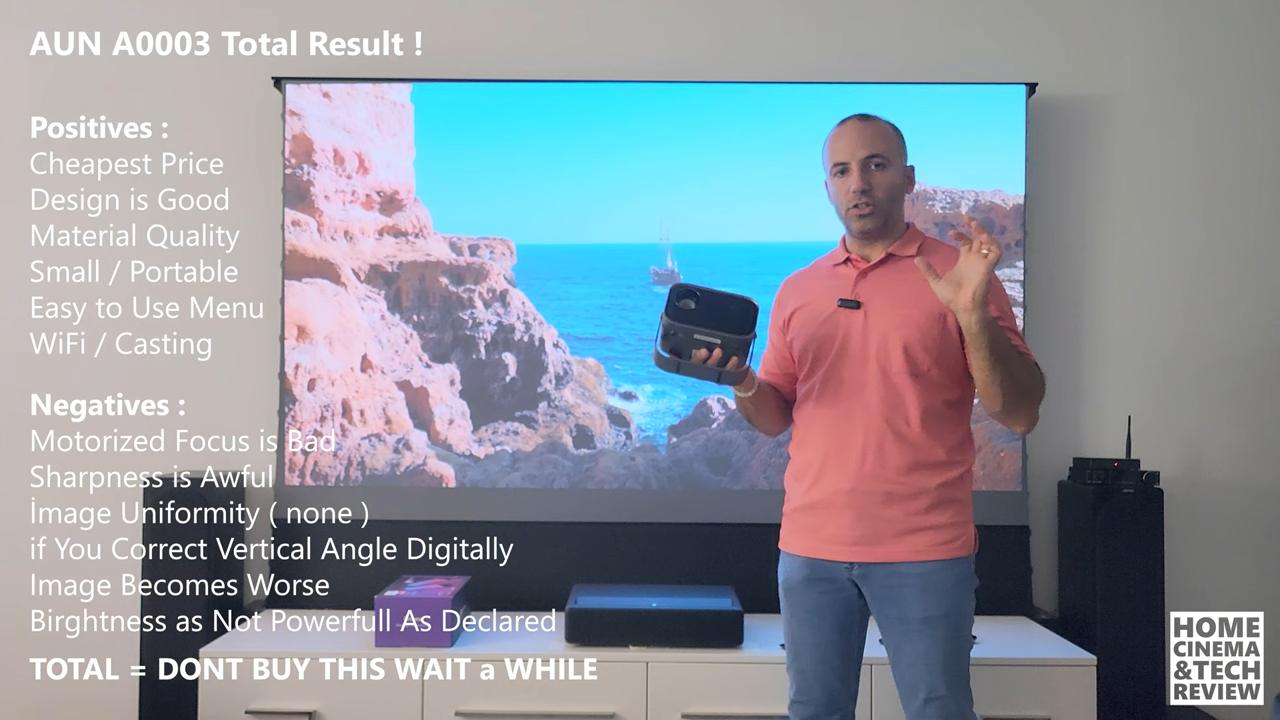 AUN A0003 Total Result !
Positives :
Cheapest Price
Design is Good
Material Quality
Small / Portable
Easy to Use Menu
WiFi / Casting
Negatives :
Motorized Focus is Bad
Sharpness is Awful
İmage Uniformity ( none )
if You Correct Vertical Angle Digitally
Image Becomes Worse
Birghtness as Not Powerfull As Declared
TOTAL = DONT BUY THIS WAIT a WHILE
HOME
CINEMA
&TECH
REVIEW